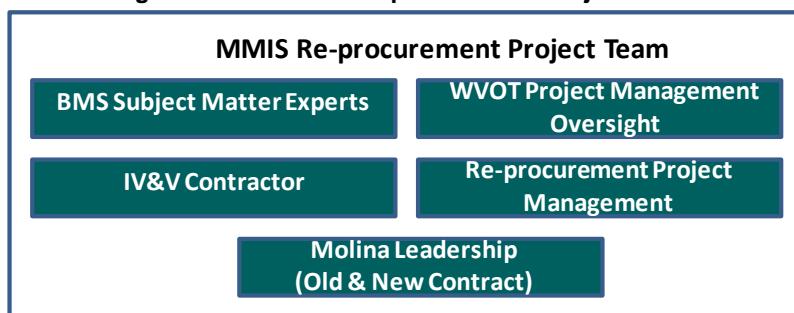 MMIS Re-procurement Project Team
BMS Subject Matter Experts
WVOT Project Management
Oversight
IV&V Contractor
Re-procurement Project
Management
Molina Leadership
(Old & New Contract)